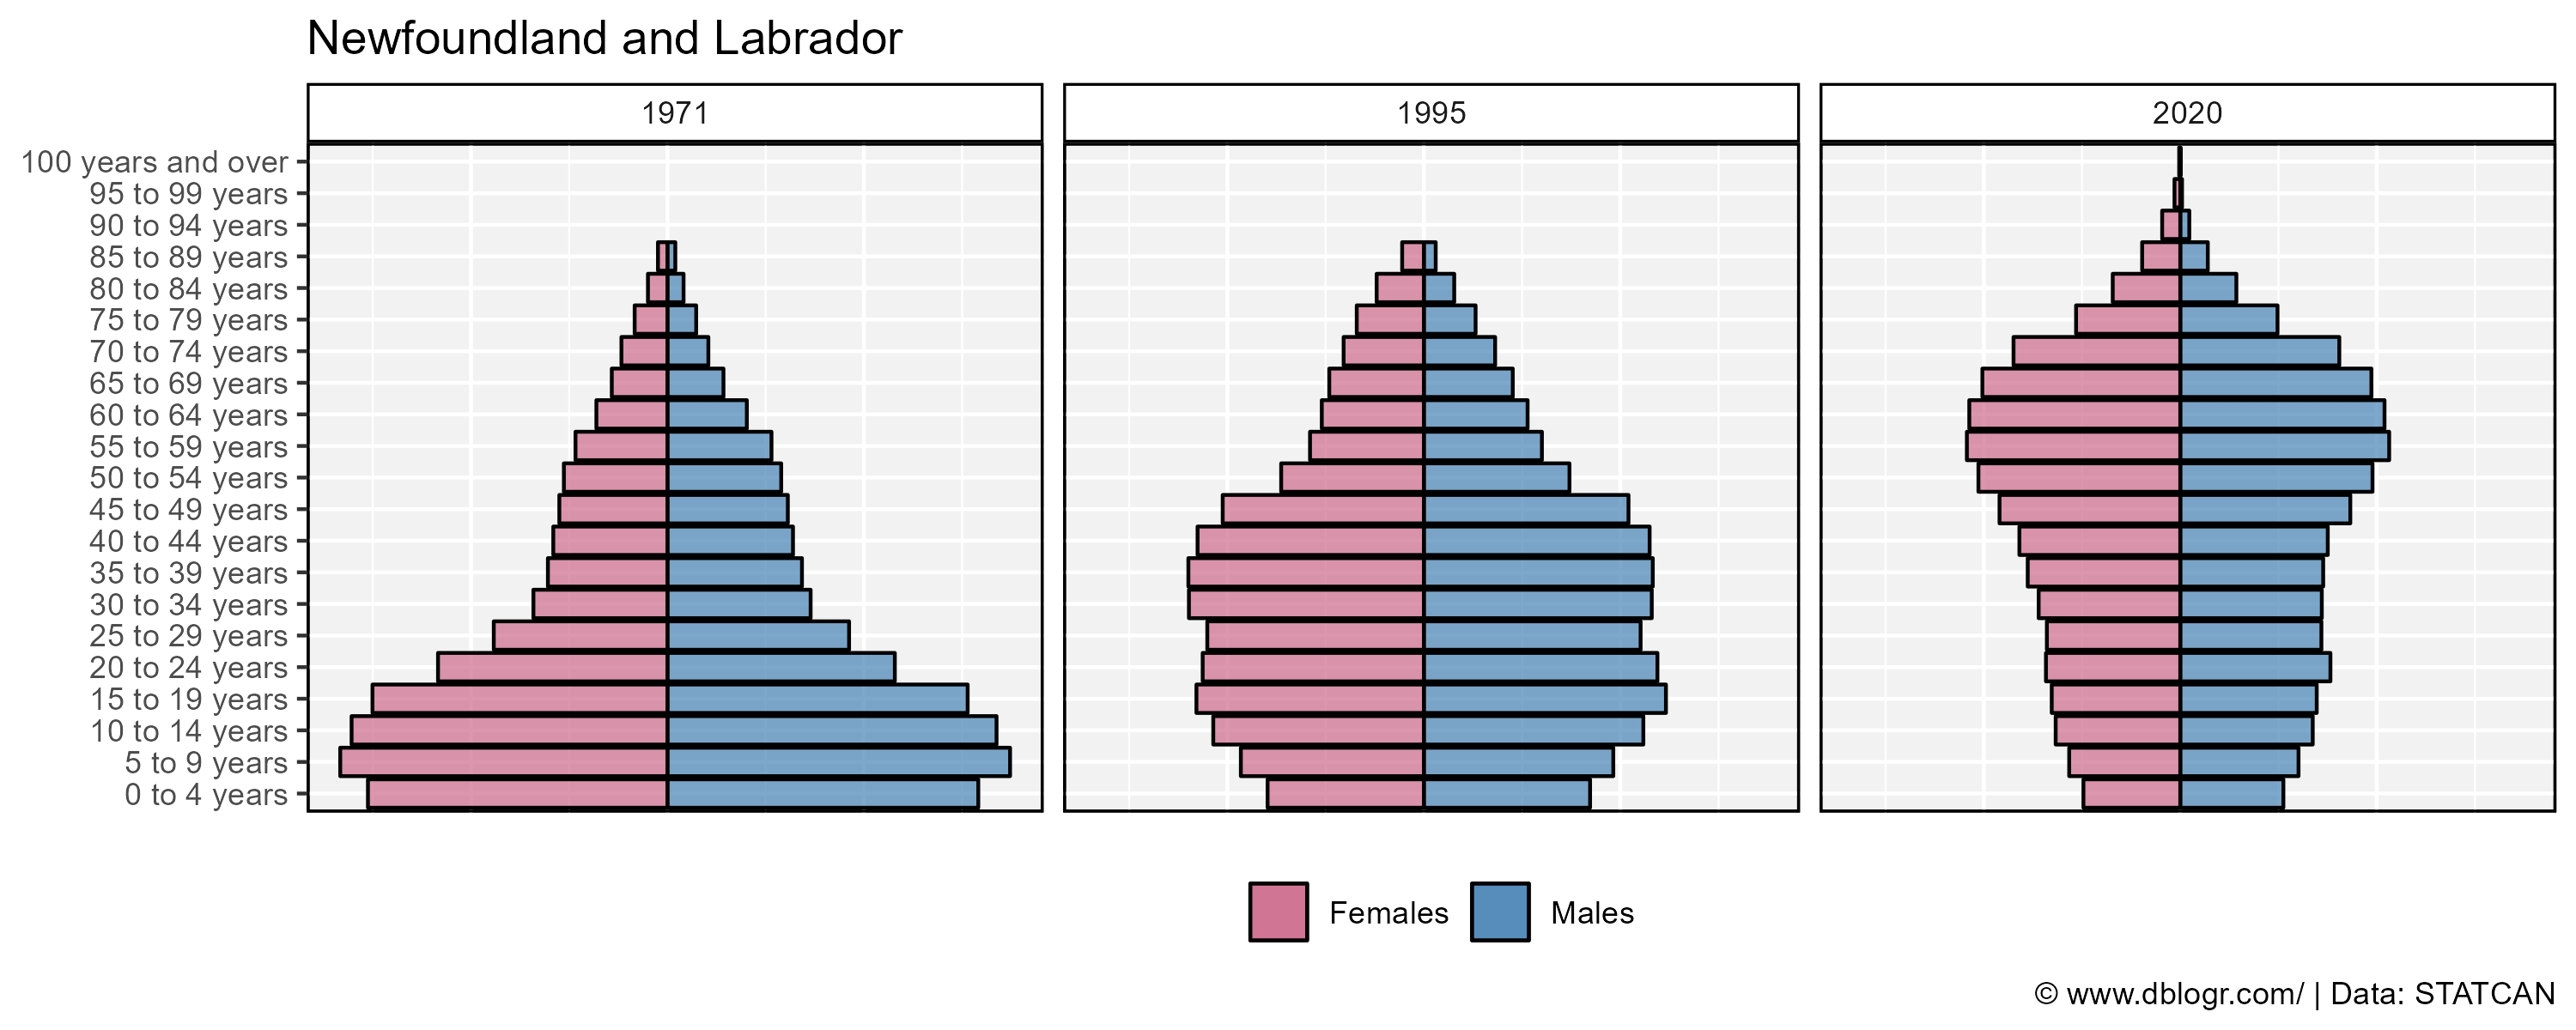 Newfoundland and Labrador
1971
1995
2020
100 years and over
95 to 99 years
90 to 94 years
85 to 89 years
80 to 84 years
75 to 79 years
70 to 74 years
65 to 69 years
60 to 64 years
55 to 59 years
50 to 54 years
45 to 49 years
40 to 44 years
35 to 39 years
30 to 34 years
25 to 29 years
20 to 24 years
15 to 19 years
10 to 14 years
5 to 9 years
0 to 4 years
Females
Males
© www.dblogr.com/ | Data: STATCAN